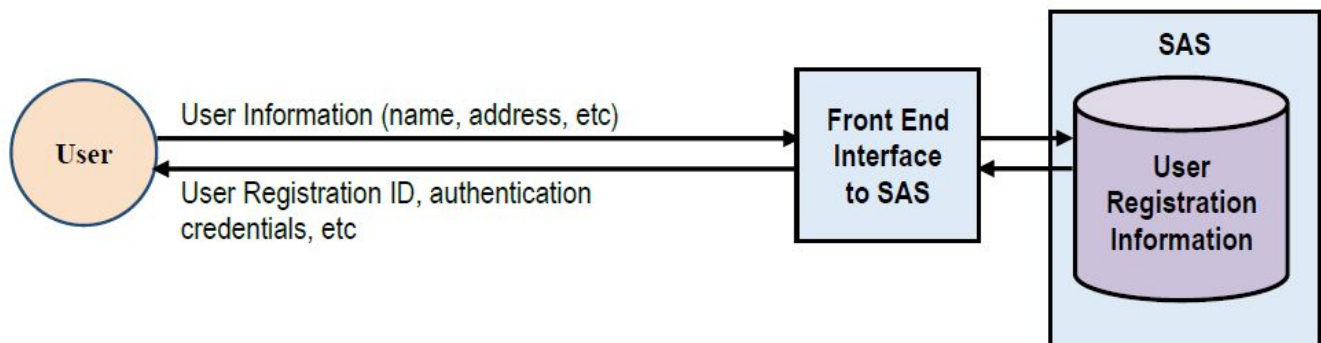 SAS
User Information (name, address, etc)
User
User Registration ID, authentication
credentials, etc
Front End
Interface
to SAS
User
Registration
Information